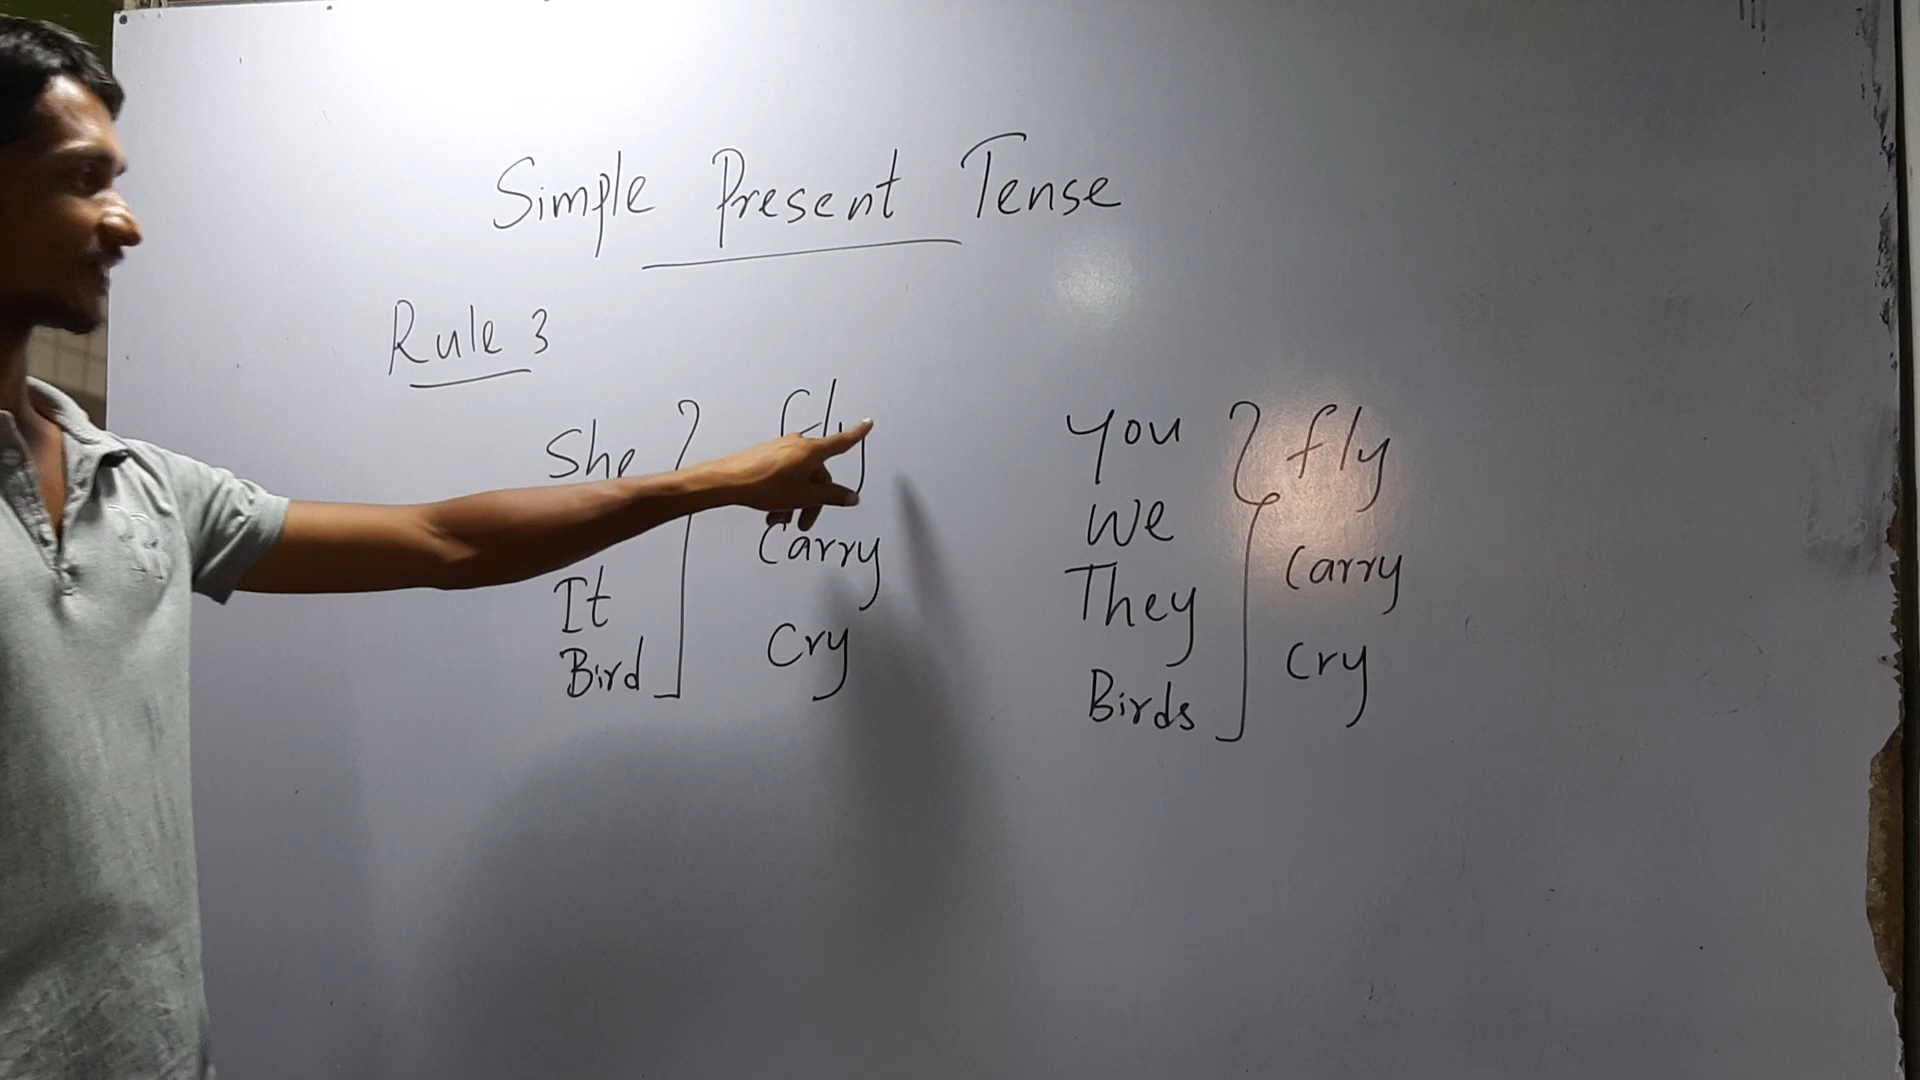 Simple Present Tense
Rule 3
She fly
It carry
Bird cry
You fly
We carry
They cry
Birds